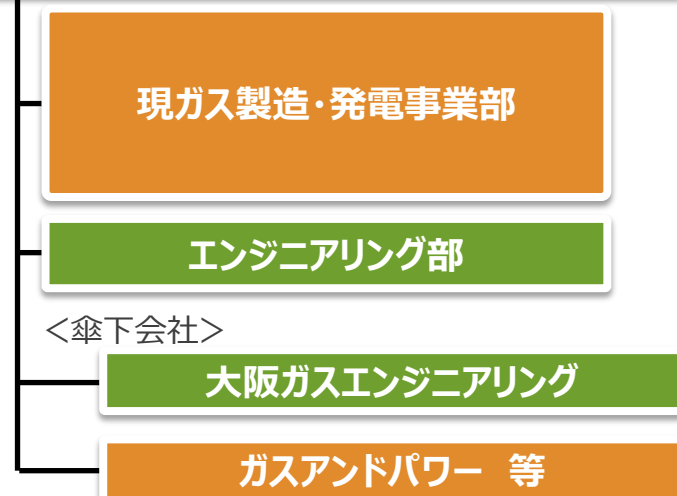 現ガス製造・発電事業部
エンジニアリング部
＜傘下会社＞
大阪ガスエンジニアリング
ガスアンドパワー　等